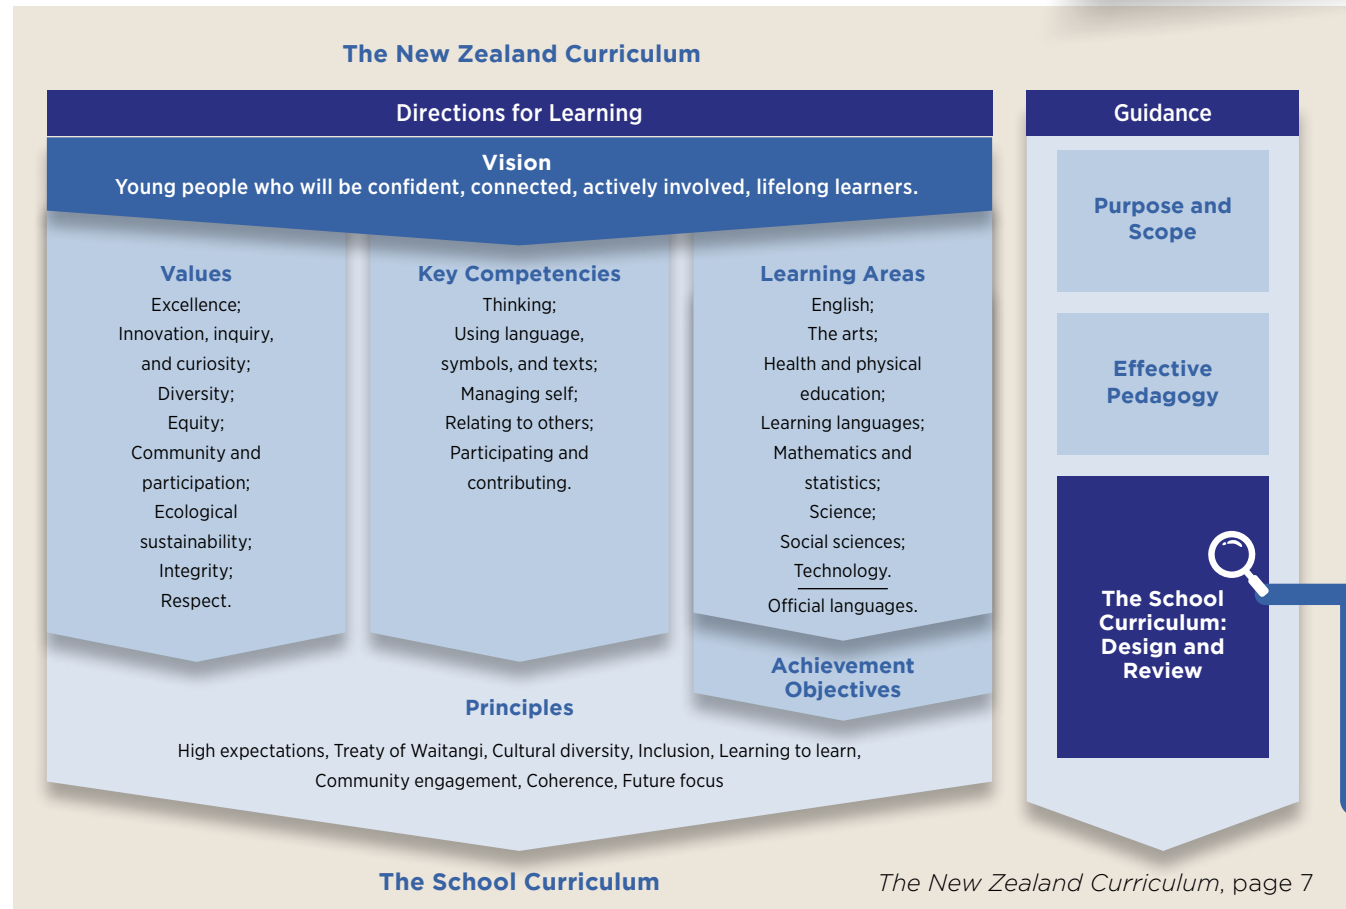 The New Zealand Curriculum
Directions for Learning
Vision
Young people who will be confident, connected, actively involved, lifelong learners.
Values
Excellence;
Innovation, inquiry,
and curiosity;
Diversity;
Equity;
Community and
participation;
Ecological
sustainability;
Integrity;
Respect.
Key Competencies
Thinking;
Using language,
symbols, and texts;
Managing self;
Relating to others;
Participating and
contributing.
Learning Areas
English;
The arts;
Health and physical
education;
Learning languages;
Mathematics and
statistics;
Science;
Social sciences;
Technology.
Official languages.
Achievement
Objectives
Principles
High expectations, Treaty of Waitangi, Cultural diversity, Inclusion, Learning to learn,
Community engagement, Coherence, Future focus
The School Curriculum
Guidance
Purpose and
Scope
Effective
Pedagogy
The School
Curriculum:
Design and
Review
The New Zealand Curriculum, page 7